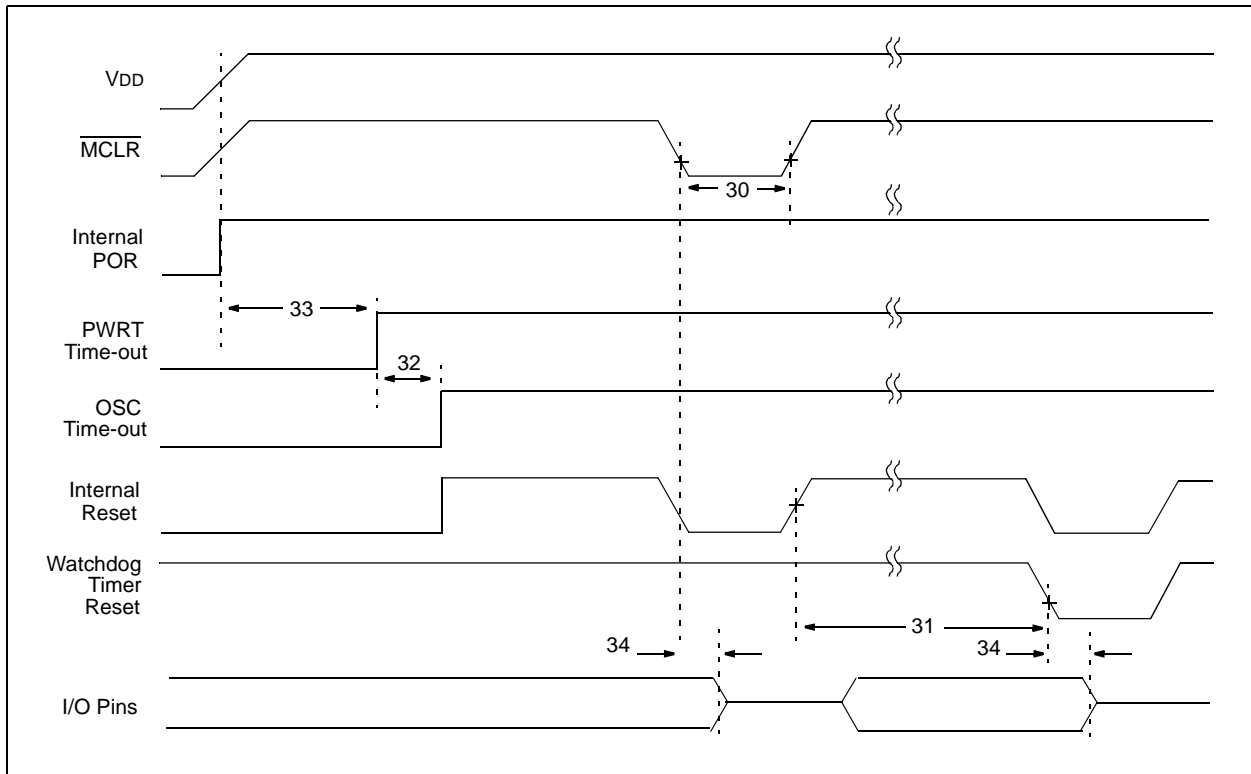 VDD
MCLR
30
Internal
POR
33
PWRT
Time-out
32
OSC
Time-out
Internal
Reset
Watchdog
Timer
Reset
31
34
34
I/O Pins